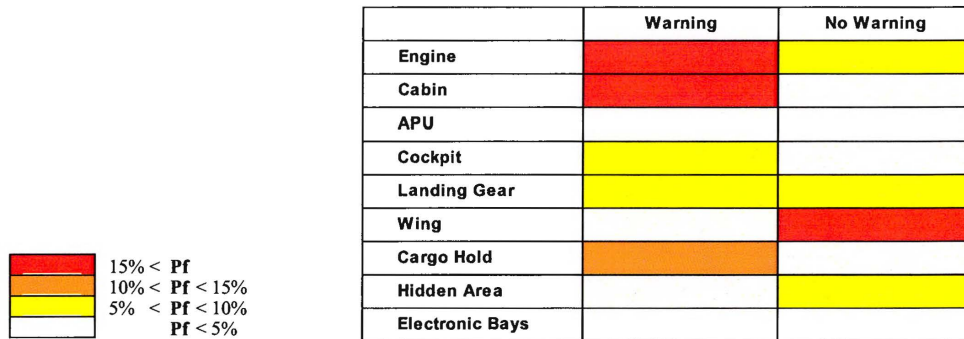 Warning No Warning
Engine
Cabin
APU
Cockpit
Landing Gear
Wing
Cargo Hold
Hidden Area
Electronic Bays
15% < Pf
10% < Pf < 15%
5% < Pf < 10%
Pf < 5%